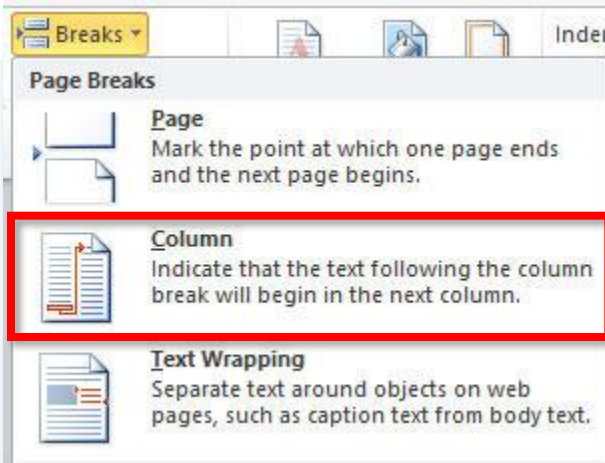 Breaks
Inder
Page Breaks
Page
Mark the point at which one page ends
and the next page begins.
Column
Indicate that the text following the column
break will begin in the next column.
Text Wrapping
Separate text around objects on web
pages, such as caption text from body text.